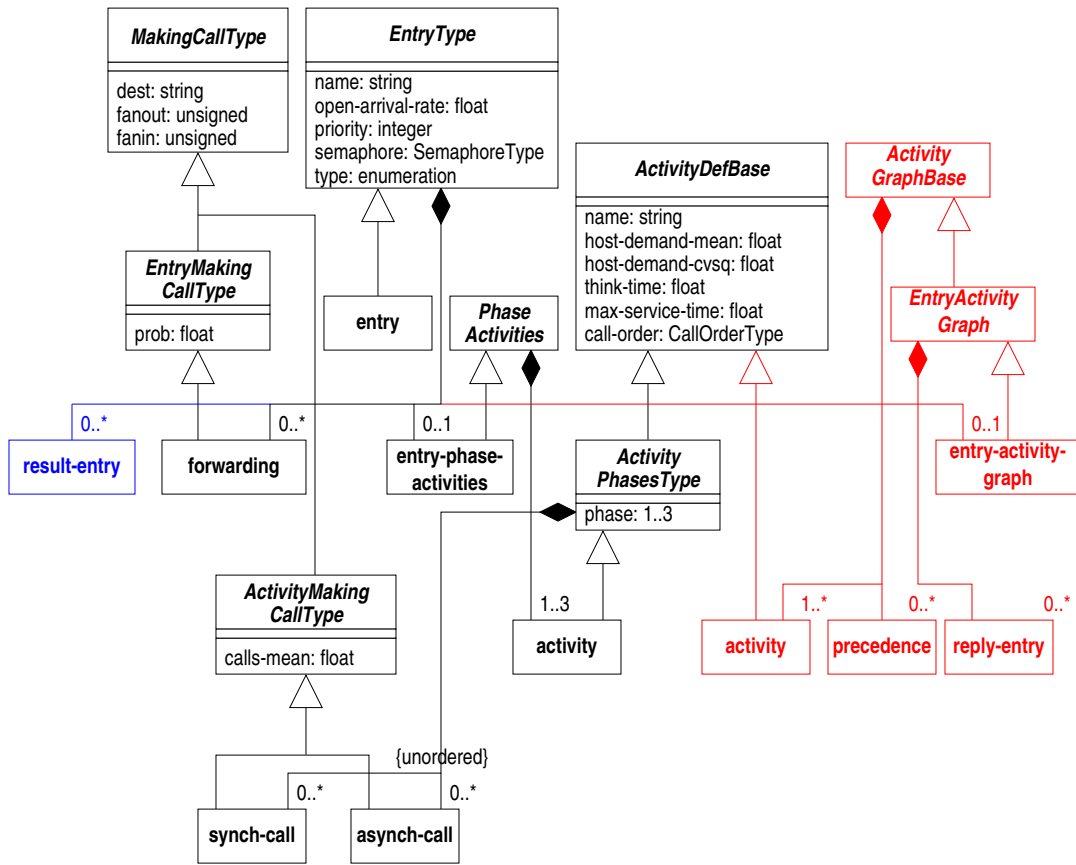 MakingCallType
dest: string
fanout: unsigned
fanin: unsigned
EntryType
name: string
open-arrival-rate: float
priority: integer
semaphore: SemaphoreType
type: enumeration
ActivityDefBase
name: string
host-demand-mean: float
host-demand-cvsq: float
think-time: float
max-service-time: float
call-order: CallOrderType
Activity
GraphBase
EntryMaking
CallType
prob: float
entry
Phase
Activities
EntryActivity
Graph
0..*
0..*
0..1
0..1
result-entry
forwarding
entry-phase-
activities
Activity
PhasesType
phase: 1..3
entry-activity-
graph
ActivityMaking
CallType
calls-mean: float
1..3
1..*
0..*
0..*
activity
activity
precedence
reply-entry
{unordered}
0..*
0..*
synch-call
asynch-call